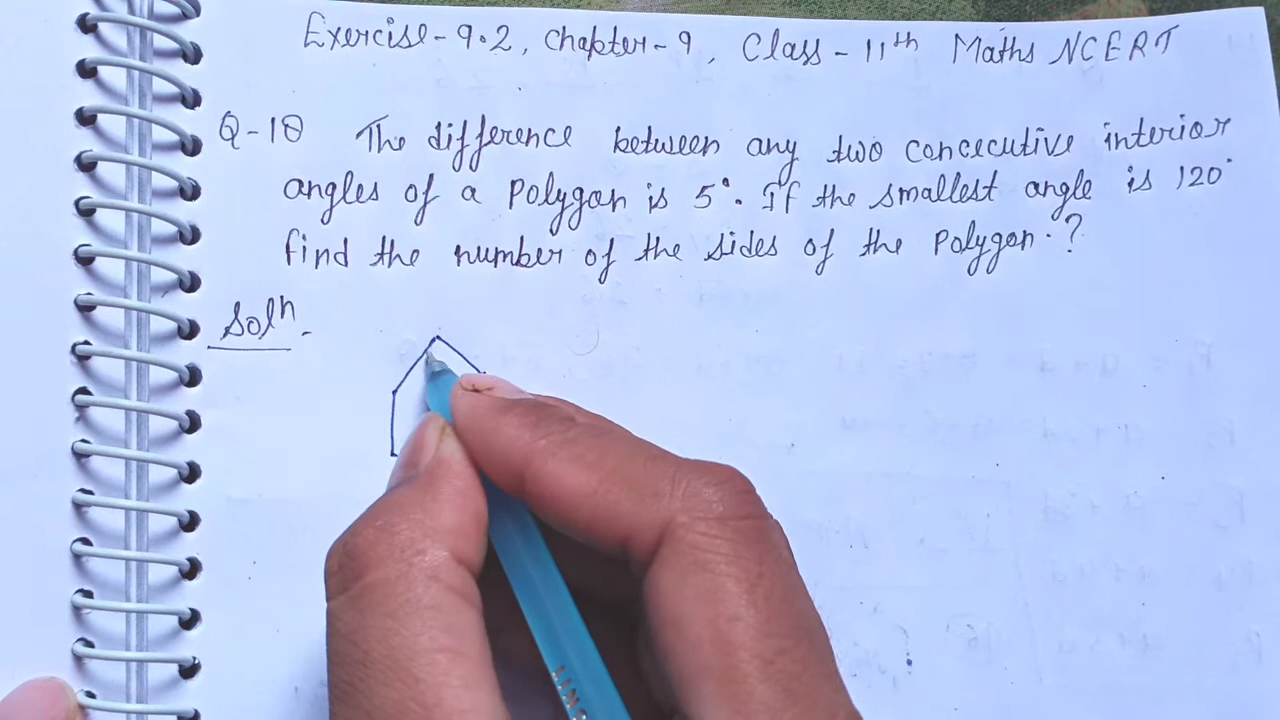 Exercise-9.2, Chapter-9, Class-11th Maths NCERT
Q-18 The difference between any two concecutive interior
angles of a Polygon is 5°. If the smallest angle is 120°
find the number of the sides of the Polygon.?
Solⁿ.